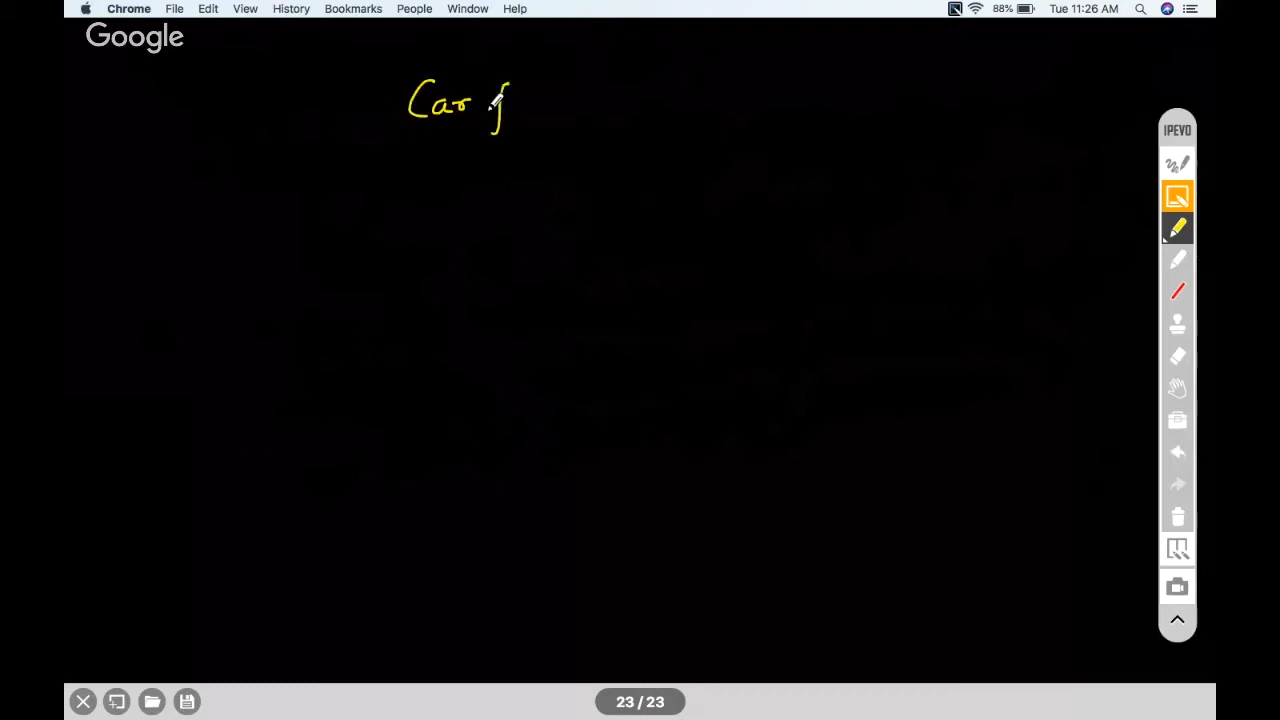 Chrome File Edit View History Bookmarks People Window Help 88% Tue 11:26 AM
Google
Car
IPEVO
23 / 23